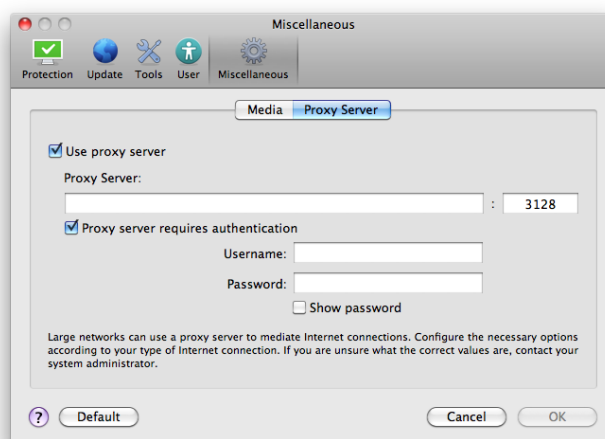 Miscellaneous
Protection Update Tools User Miscellaneous
Media Proxy Server
Use proxy server
Proxy Server:
: 3128
Proxy server requires authentication
Username:
Password:
Show password
Large networks can use a proxy server to mediate Internet connections. Configure the necessary options
according to your type of Internet connection. If you are unsure what the correct values are, contact your
system administrator.
? Default Cancel OK